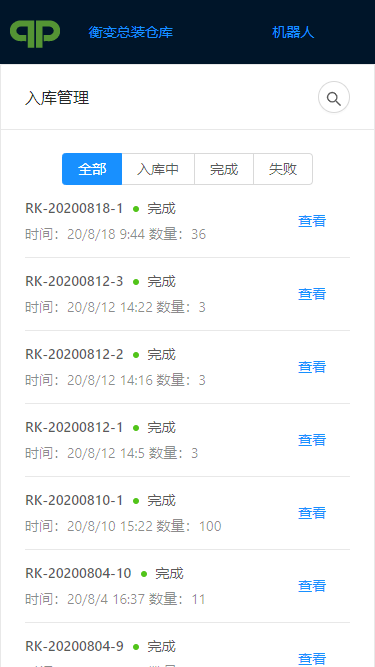 衡变总装仓库 机器人
入库管理
全部 入库中 完成 失败
RK-20200818-1 完成
查看
时间：20/8/18 9:44 数量：36
RK-20200812-3 完成
查看
时间：20/8/12 14:22 数量：3
RK-20200812-2 完成
查看
时间：20/8/12 14:16 数量：3
RK-20200812-1 完成
查看
时间：20/8/12 14:5 数量：3
RK-20200810-1 完成
查看
时间：20/8/10 15:22 数量：100
RK-20200804-10 完成
查看
时间：20/8/4 16:37 数量：11
RK-20200804-9 完成
查看